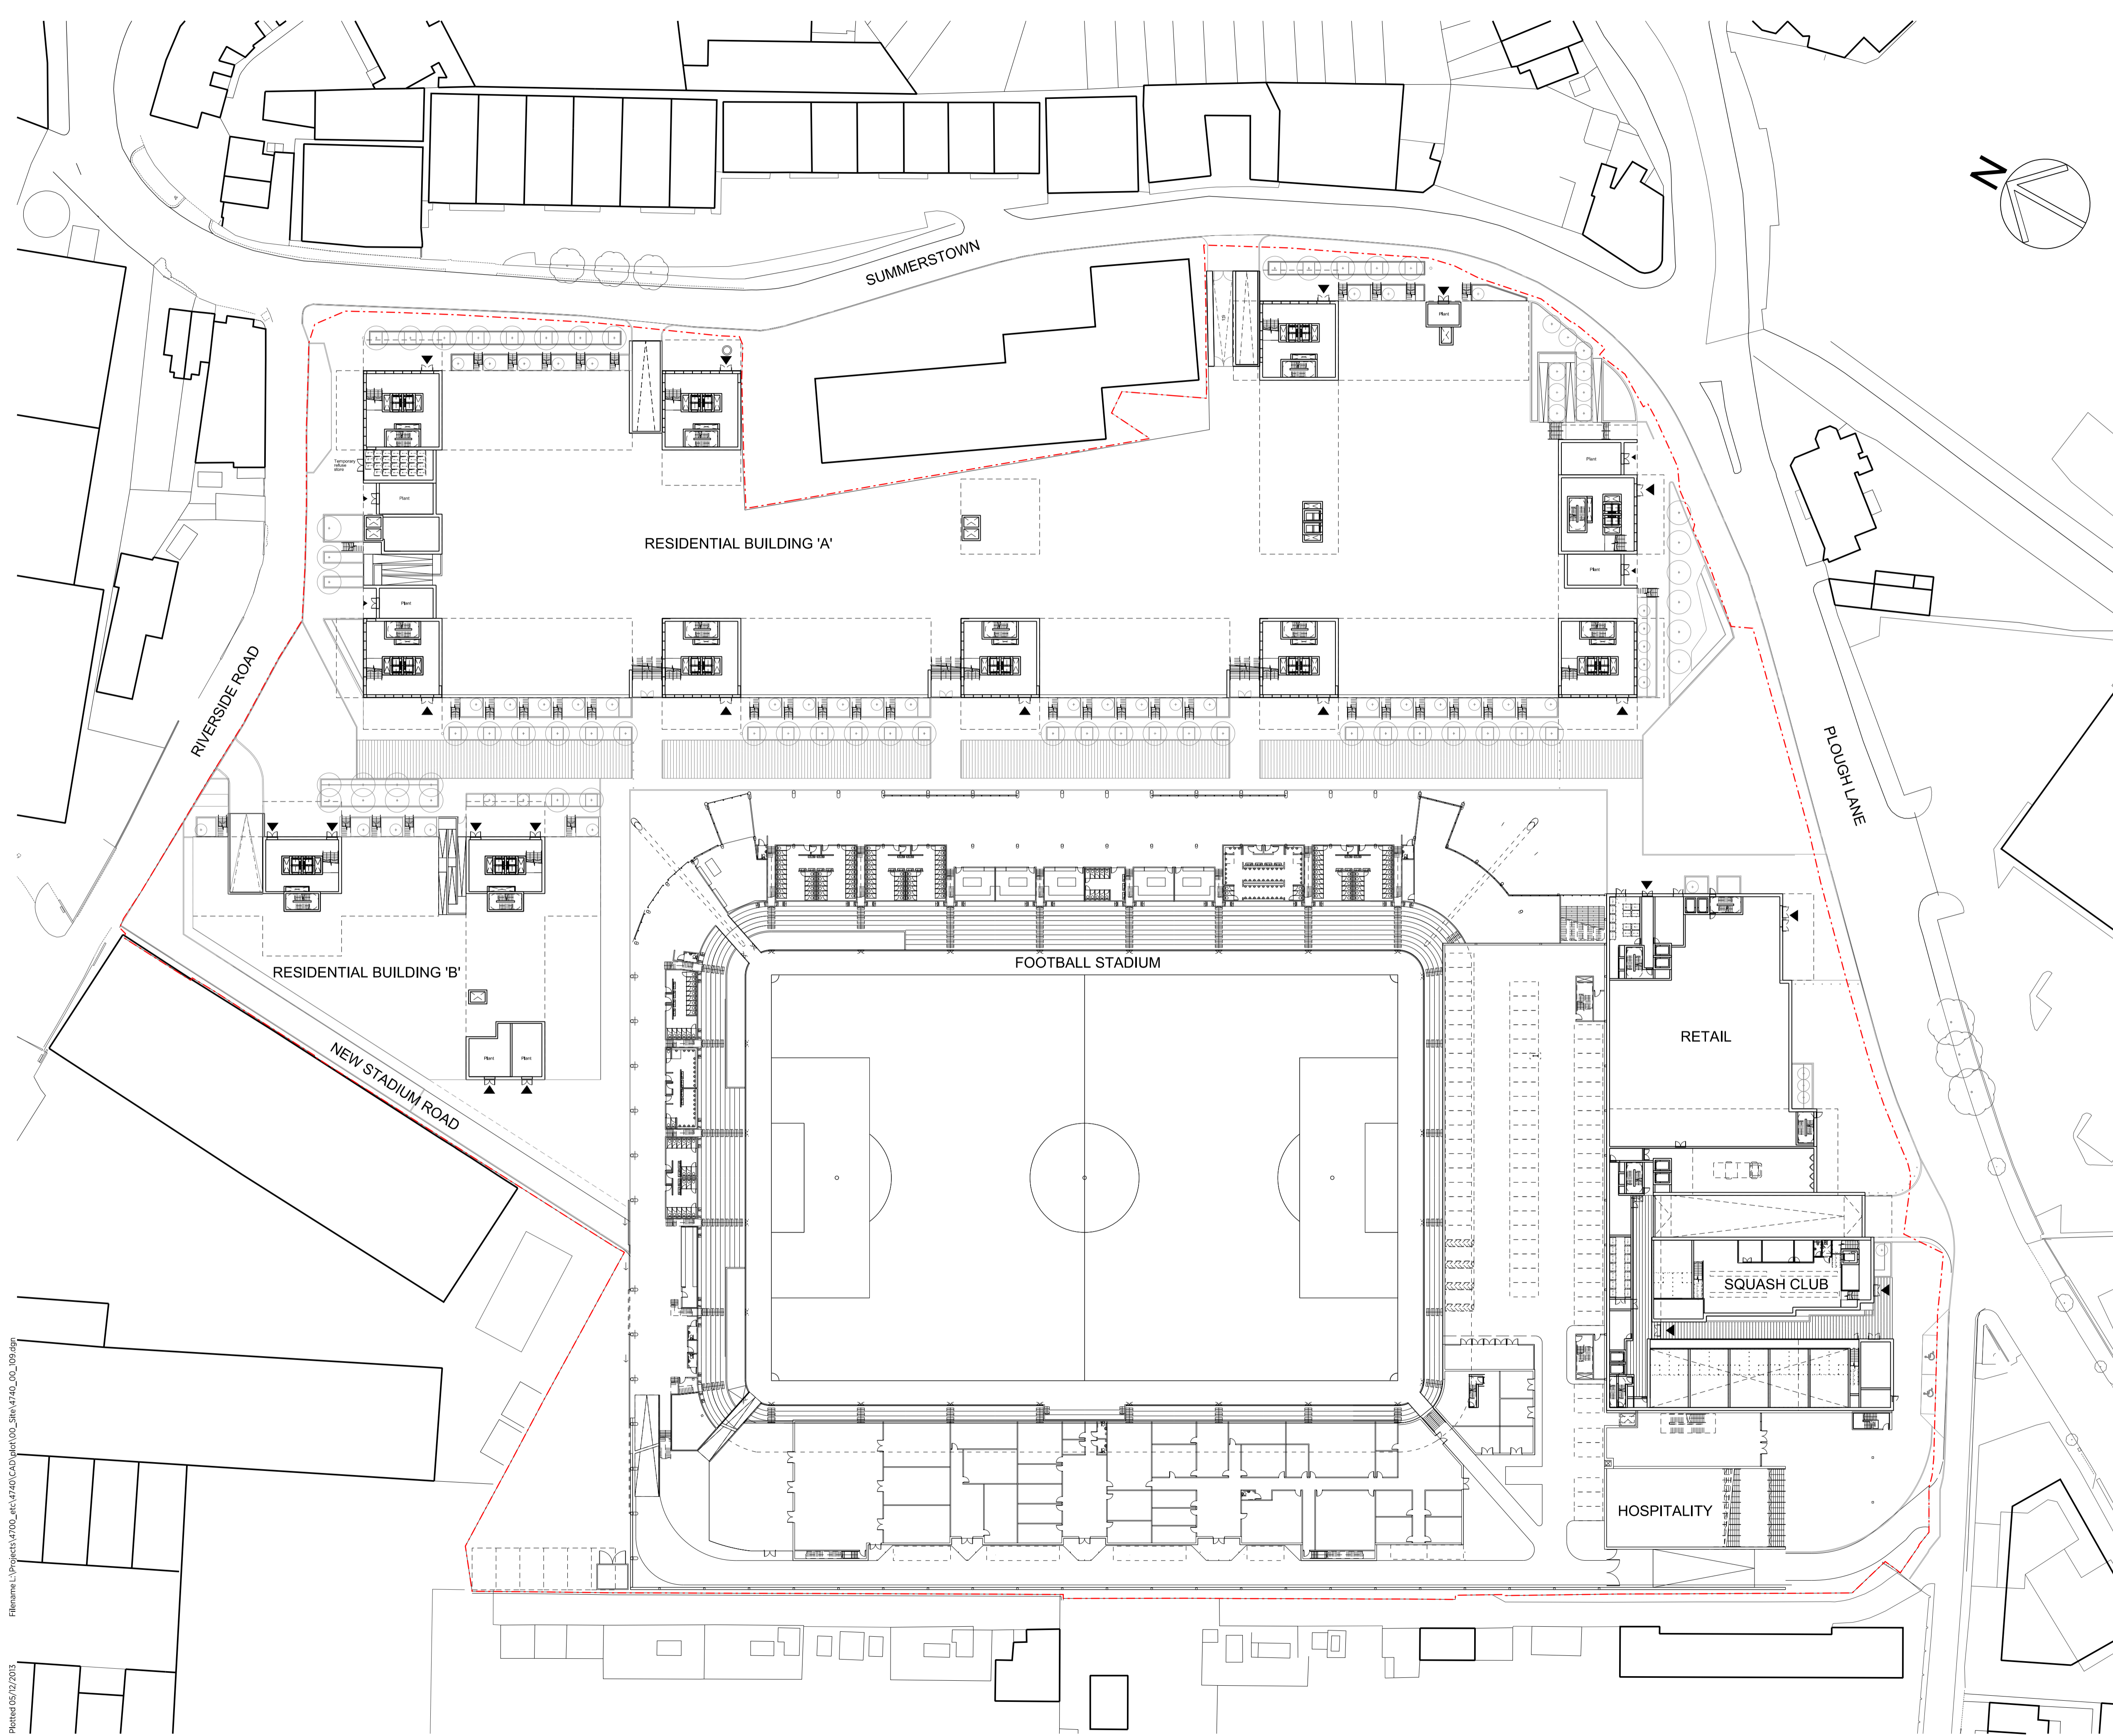 N
SUMMERSTOWN
Plant
Temporary
refuse
store
Plant
Plant
RESIDENTIAL BUILDING 'A'
Plant
Plant
RIVERSIDE ROAD
PLOUGH LANE
FOOTBALL STADIUM
RESIDENTIAL BUILDING 'B'
RETAIL
NEW STADIUM ROAD
Plant
Plant
SQUASH CLUB
HOSPITALITY
Filename L:\Projects\4700_etc\4740\CAD\plot\00_Site\4740_00_109.dgn
Plotted 05/12/2013